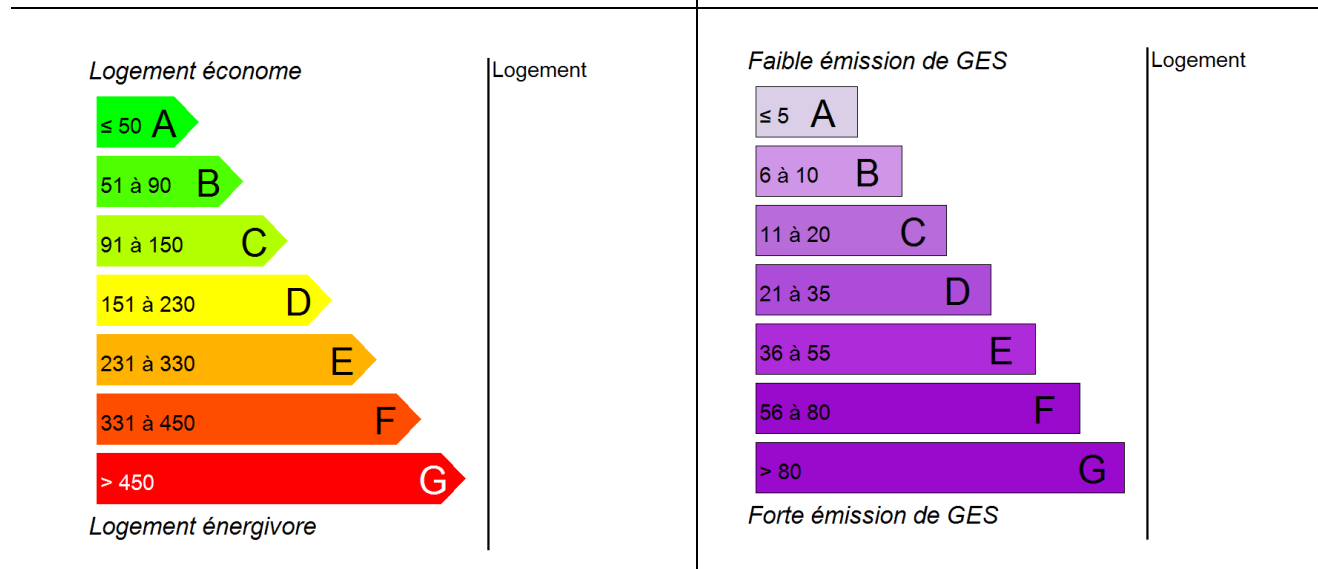 Logement économe
Logement
≤ 50 A
51 à 90 B
91 à 150 C
151 à 230 D
231 à 330 E
331 à 450 F
> 450 G
Logement énergivore
Faible émission de GES
Logement
≤ 5 A
6 à 10 B
11 à 20 C
21 à 35 D
36 à 55 E
56 à 80 F
> 80 G
Forte émission de GES